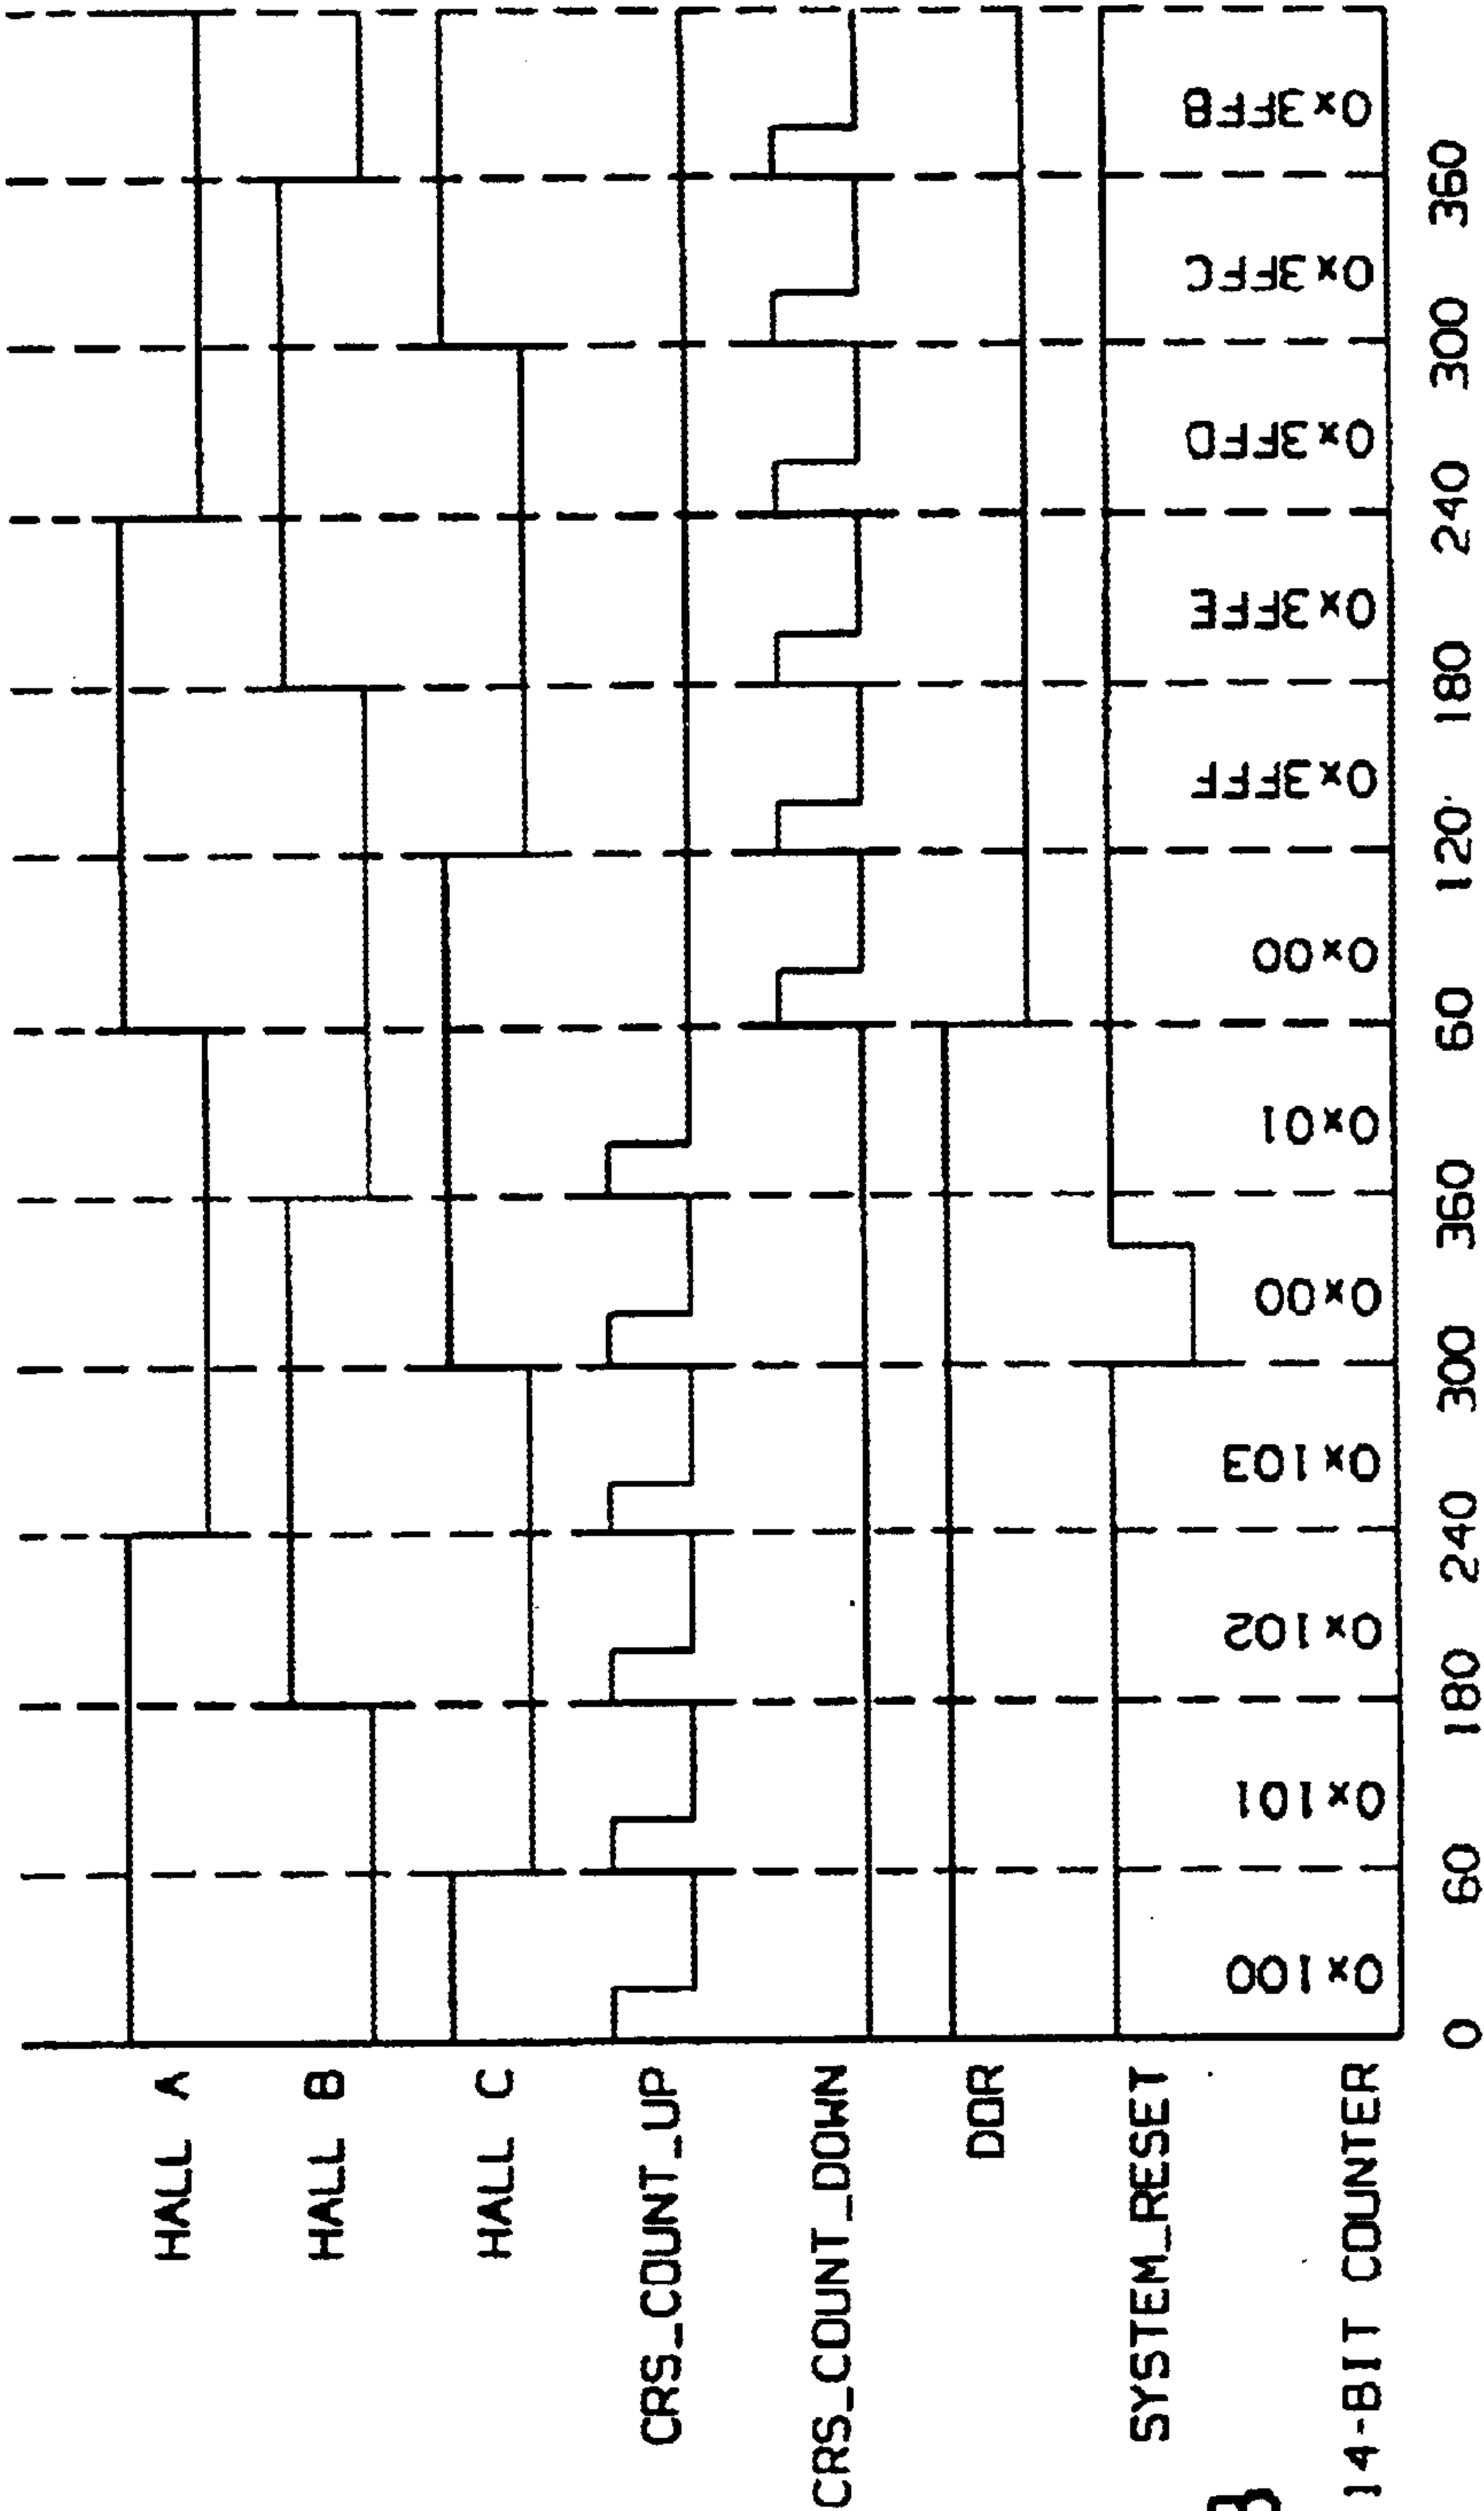 HALL A
HALL B
HALL C
CRS_COUNT_UP
CRS_COUNT_DOWN
DOR
SYSTEM_RESET
14-BIT COUNTER 0x100 0x101 0x102 0x103 0x00 0x01 0x00 0x3FFF 0x3FFE 0x3FFD 0x3FFC 0x3FFB
0 60 180 240 300 360 60 120 180 240 300 360